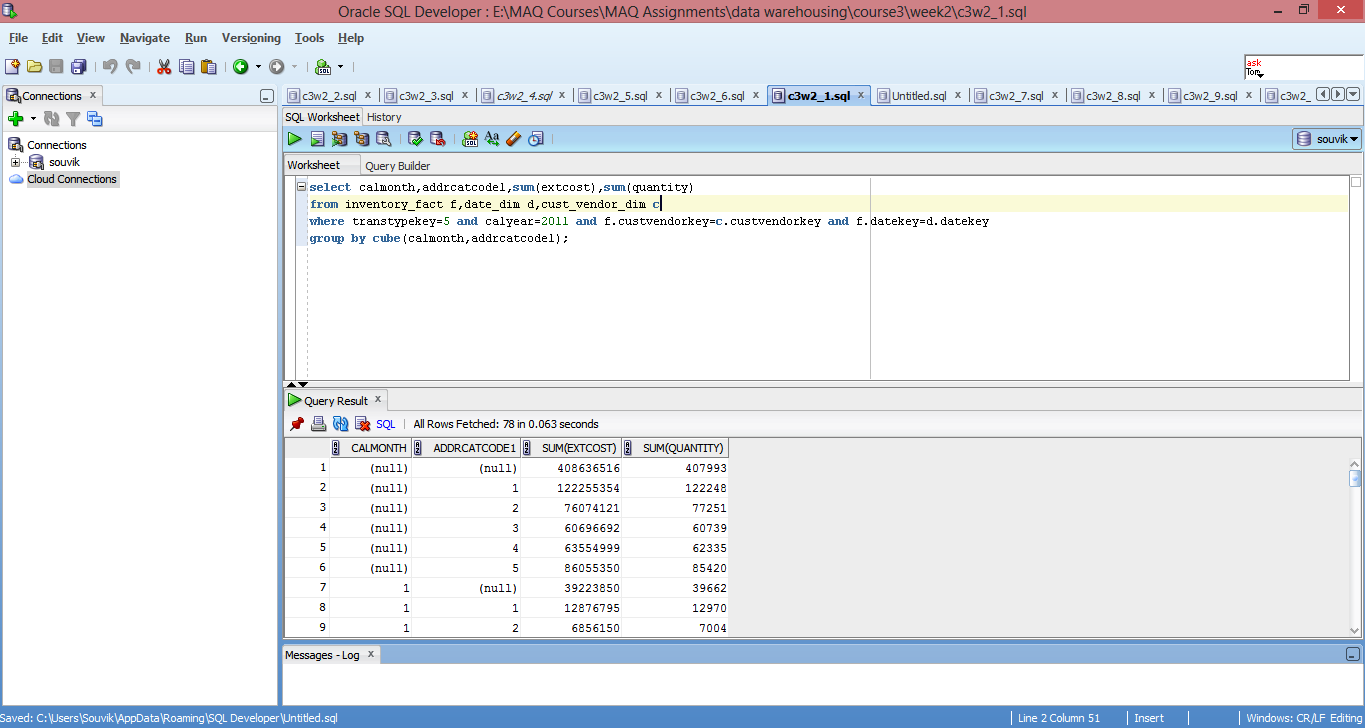 Oracle SQL Developer : E:\MAQ Courses\MAQ Assignments\data warehousing\course3\week2\c3w2_1.sql
File Edit View Navigate Run Versioning Tools Help
ask
Tom
Connections x
c3w2_2.sql x c3w2_3.sql x c3w2_4.sql x c3w2_5.sql x c3w2_6.sql x c3w2_1.sql x Untitled.sql x c3w2_7.sql x c3w2_8.sql x c3w2_9.sql x c3w2_
SQL Worksheet History
souvik
Connections
souvik
Cloud Connections
Worksheet Query Builder
select calmonth,addrcatcode1,sum(extcost),sum(quantity)
from inventory_fact f,date_dim d,cust_vendor_dim c
where transtypekey=5 and calyear=2011 and f.custvendorkey=c.custvendorkey and f.datekey=d.datekey
group by cube(calmonth,addrcatcode1);
Query Result x
SQL | All Rows Fetched: 78 in 0.063 seconds
CALMONTH ADDRCATCODE1 SUM(EXTCOST) SUM(QUANTITY)
1 (null) (null) 408636516 407993
2 (null) 1 122255354 122248
3 (null) 2 76074121 77251
4 (null) 3 60696692 60739
5 (null) 4 63554999 62335
6 (null) 5 86055350 85420
7 1 (null) 39223850 39662
8 1 1 12876795 12970
9 1 2 6856150 7004
Messages - Log x
Saved: C:\Users\Souvik\AppData\Roaming\SQL Developer\Untitled.sql
Line 2 Column 51 Insert Windows: CR/LF Editing